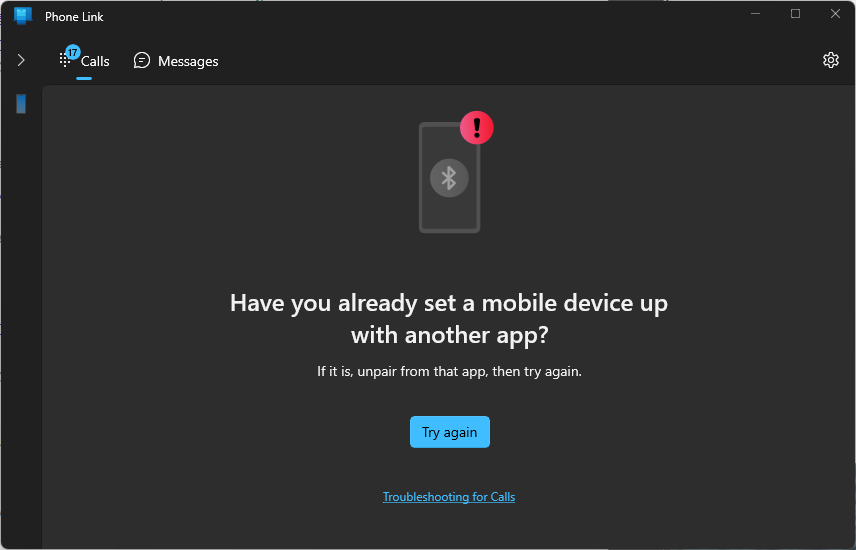 Phone Link
17
Calls
Messages
Have you already set a mobile device up
with another app?
If it is, unpair from that app, then try again.
Try again
Troubleshooting for Calls